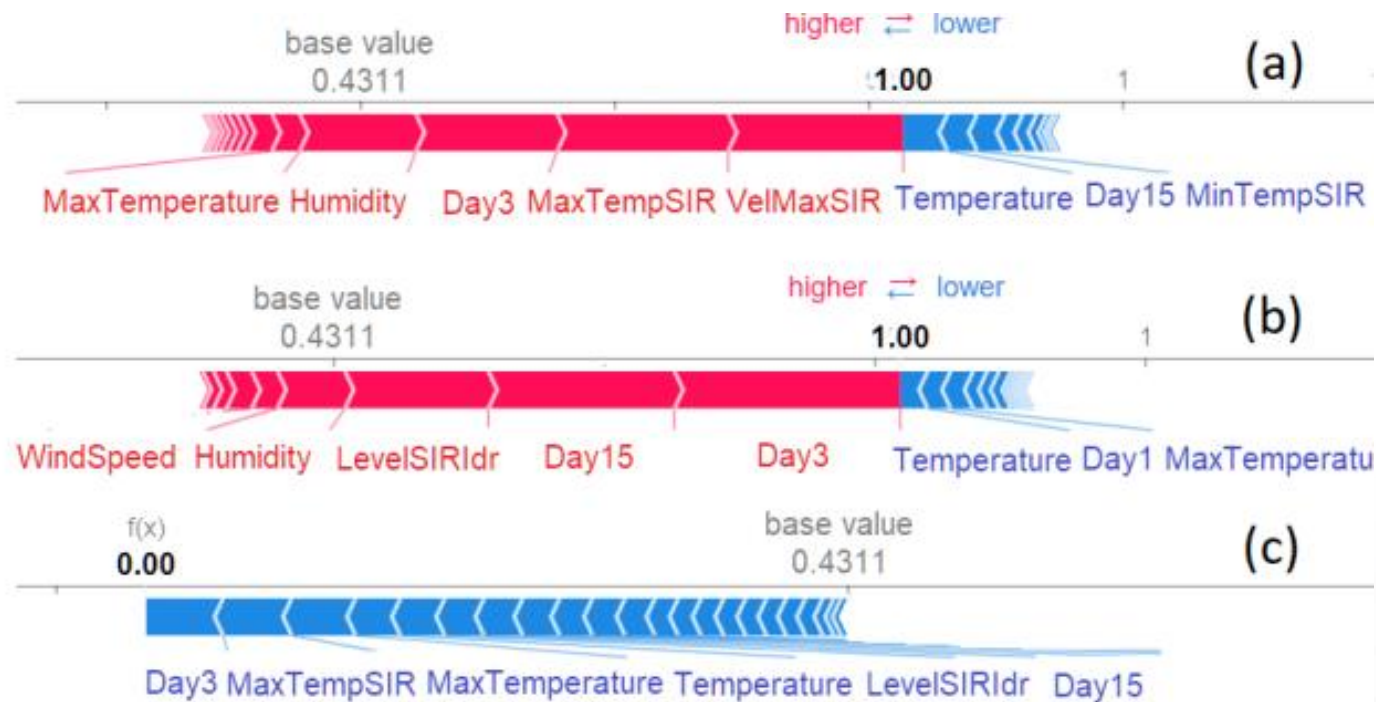 higher lower
base value
0.4311
1.00
1
(a)
MaxTemperature Humidity Day3 MaxTempSIR VelMaxSIR Temperature Day15 MinTempSIR
higher lower
base value
0.4311
1.00
1
(b)
WindSpeed Humidity LevelSIRIdr Day15 Day3 Temperature Day1 MaxTemperatu
f(x)
0.00
base value
0.4311
(c)
Day3 MaxTempSIR MaxTemperature Temperature LevelSIRIdr Day15